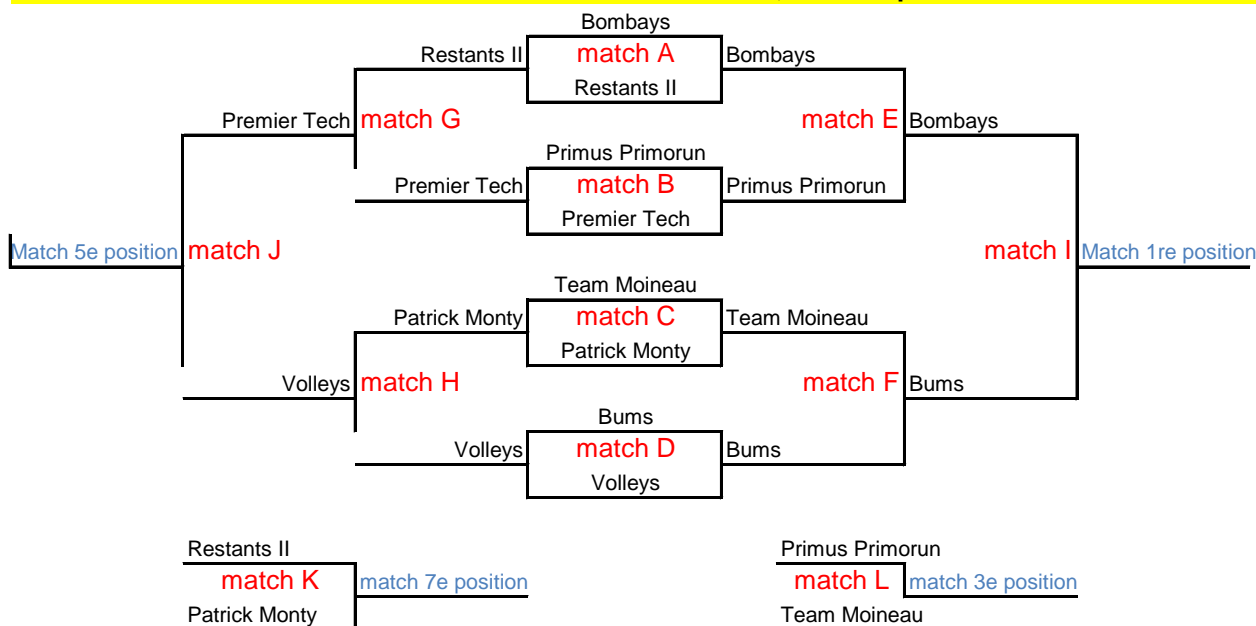 Bombays
Restants II match A Bombays
Restants II
Premier Tech match G match E Bombays
Primus Primorun
Premier Tech match B Primus Primorun
Premier Tech
Match 5e position match J match I Match 1re position
Team Moineau
Patrick Monty match C Team Moineau
Patrick Monty
Volleys match H match F Bums
Bums
Volleys match D Bums
Volleys
Restants II Primus Primorun
match K match 7e position match L match 3e position
Patrick Monty Team Moineau